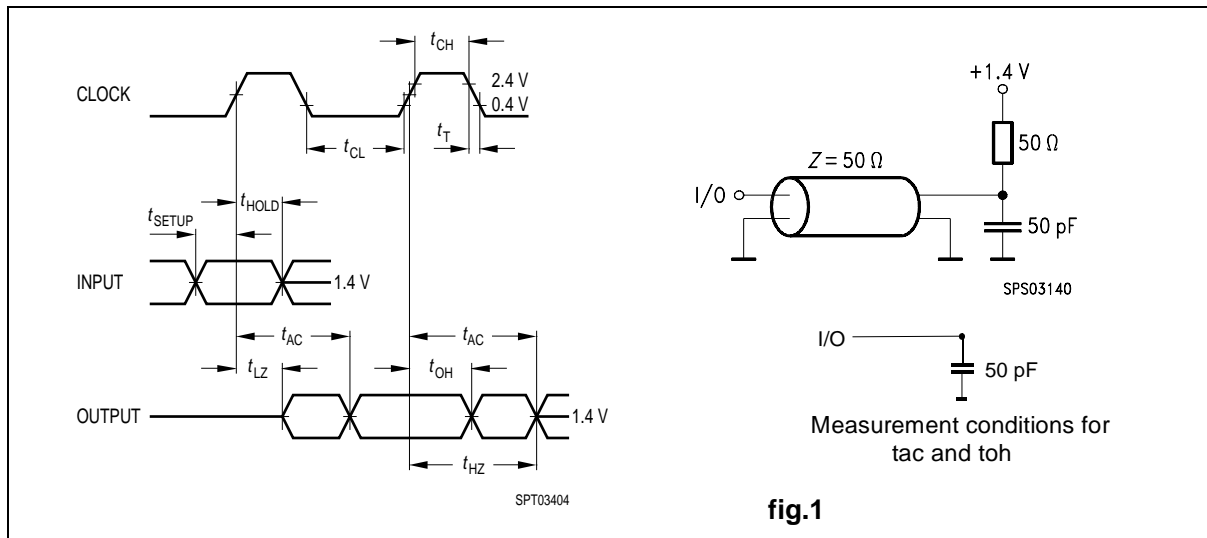 tCH
2.4 V
CLOCK
0.4 V
tT
tCL
tHOLD
tSETUP
INPUT
1.4 V
tAC
tAC
tLZ
tOH
OUTPUT
1.4 V
tHZ
SPT03404
+1.4 V
50 Ω
Z = 50 Ω
I/O
50 pF
SPS03140
I/O
50 pF
Measurement conditions for
tac and toh
fig.1